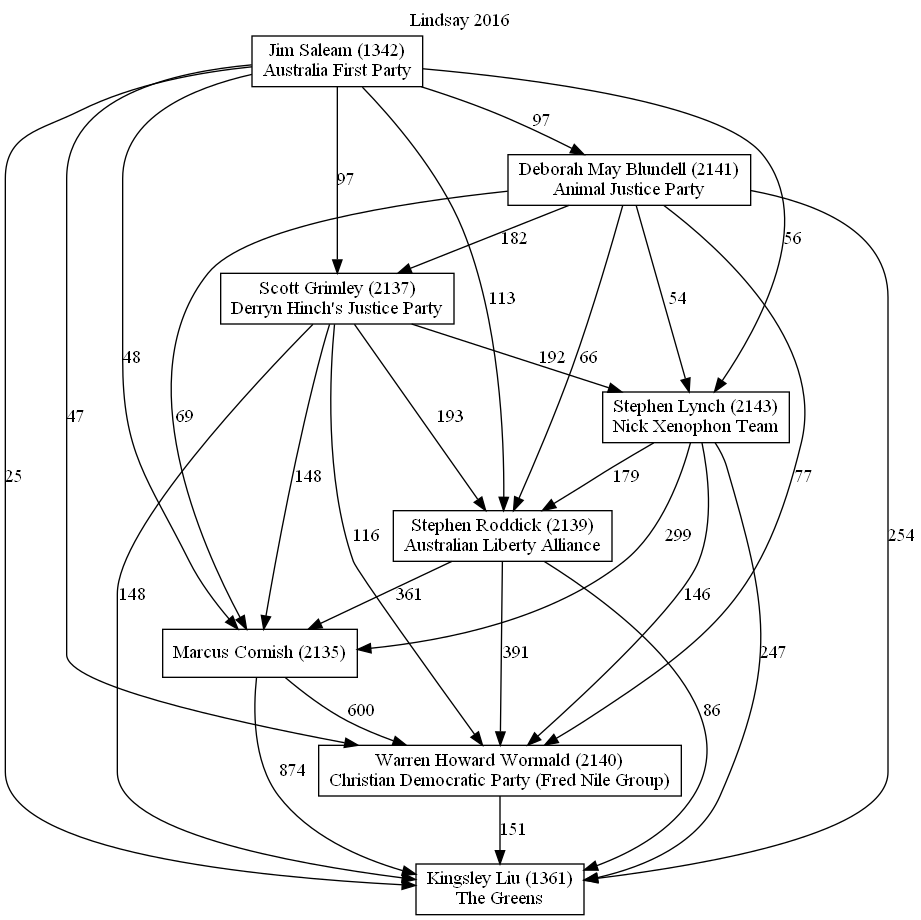 Lindsay 2016
Jim Saleam (1342)
Australia First Party
97
Deborah May Blundell (2141)
Animal Justice Party
97
182
56
Scott Grimley (2137)
Derryn Hinch's Justice Party
113
54
48
192
66
69
47
193
Stephen Lynch (2143)
Nick Xenophon Team
25
148
179
77
Stephen Roddick (2139)
Australian Liberty Alliance
116
299
254
148
361
146
Marcus Cornish (2135)
391
247
600
86
874
Warren Howard Wormald (2140)
Christian Democratic Party (Fred Nile Group)
151
Kingsley Liu (1361)
The Greens